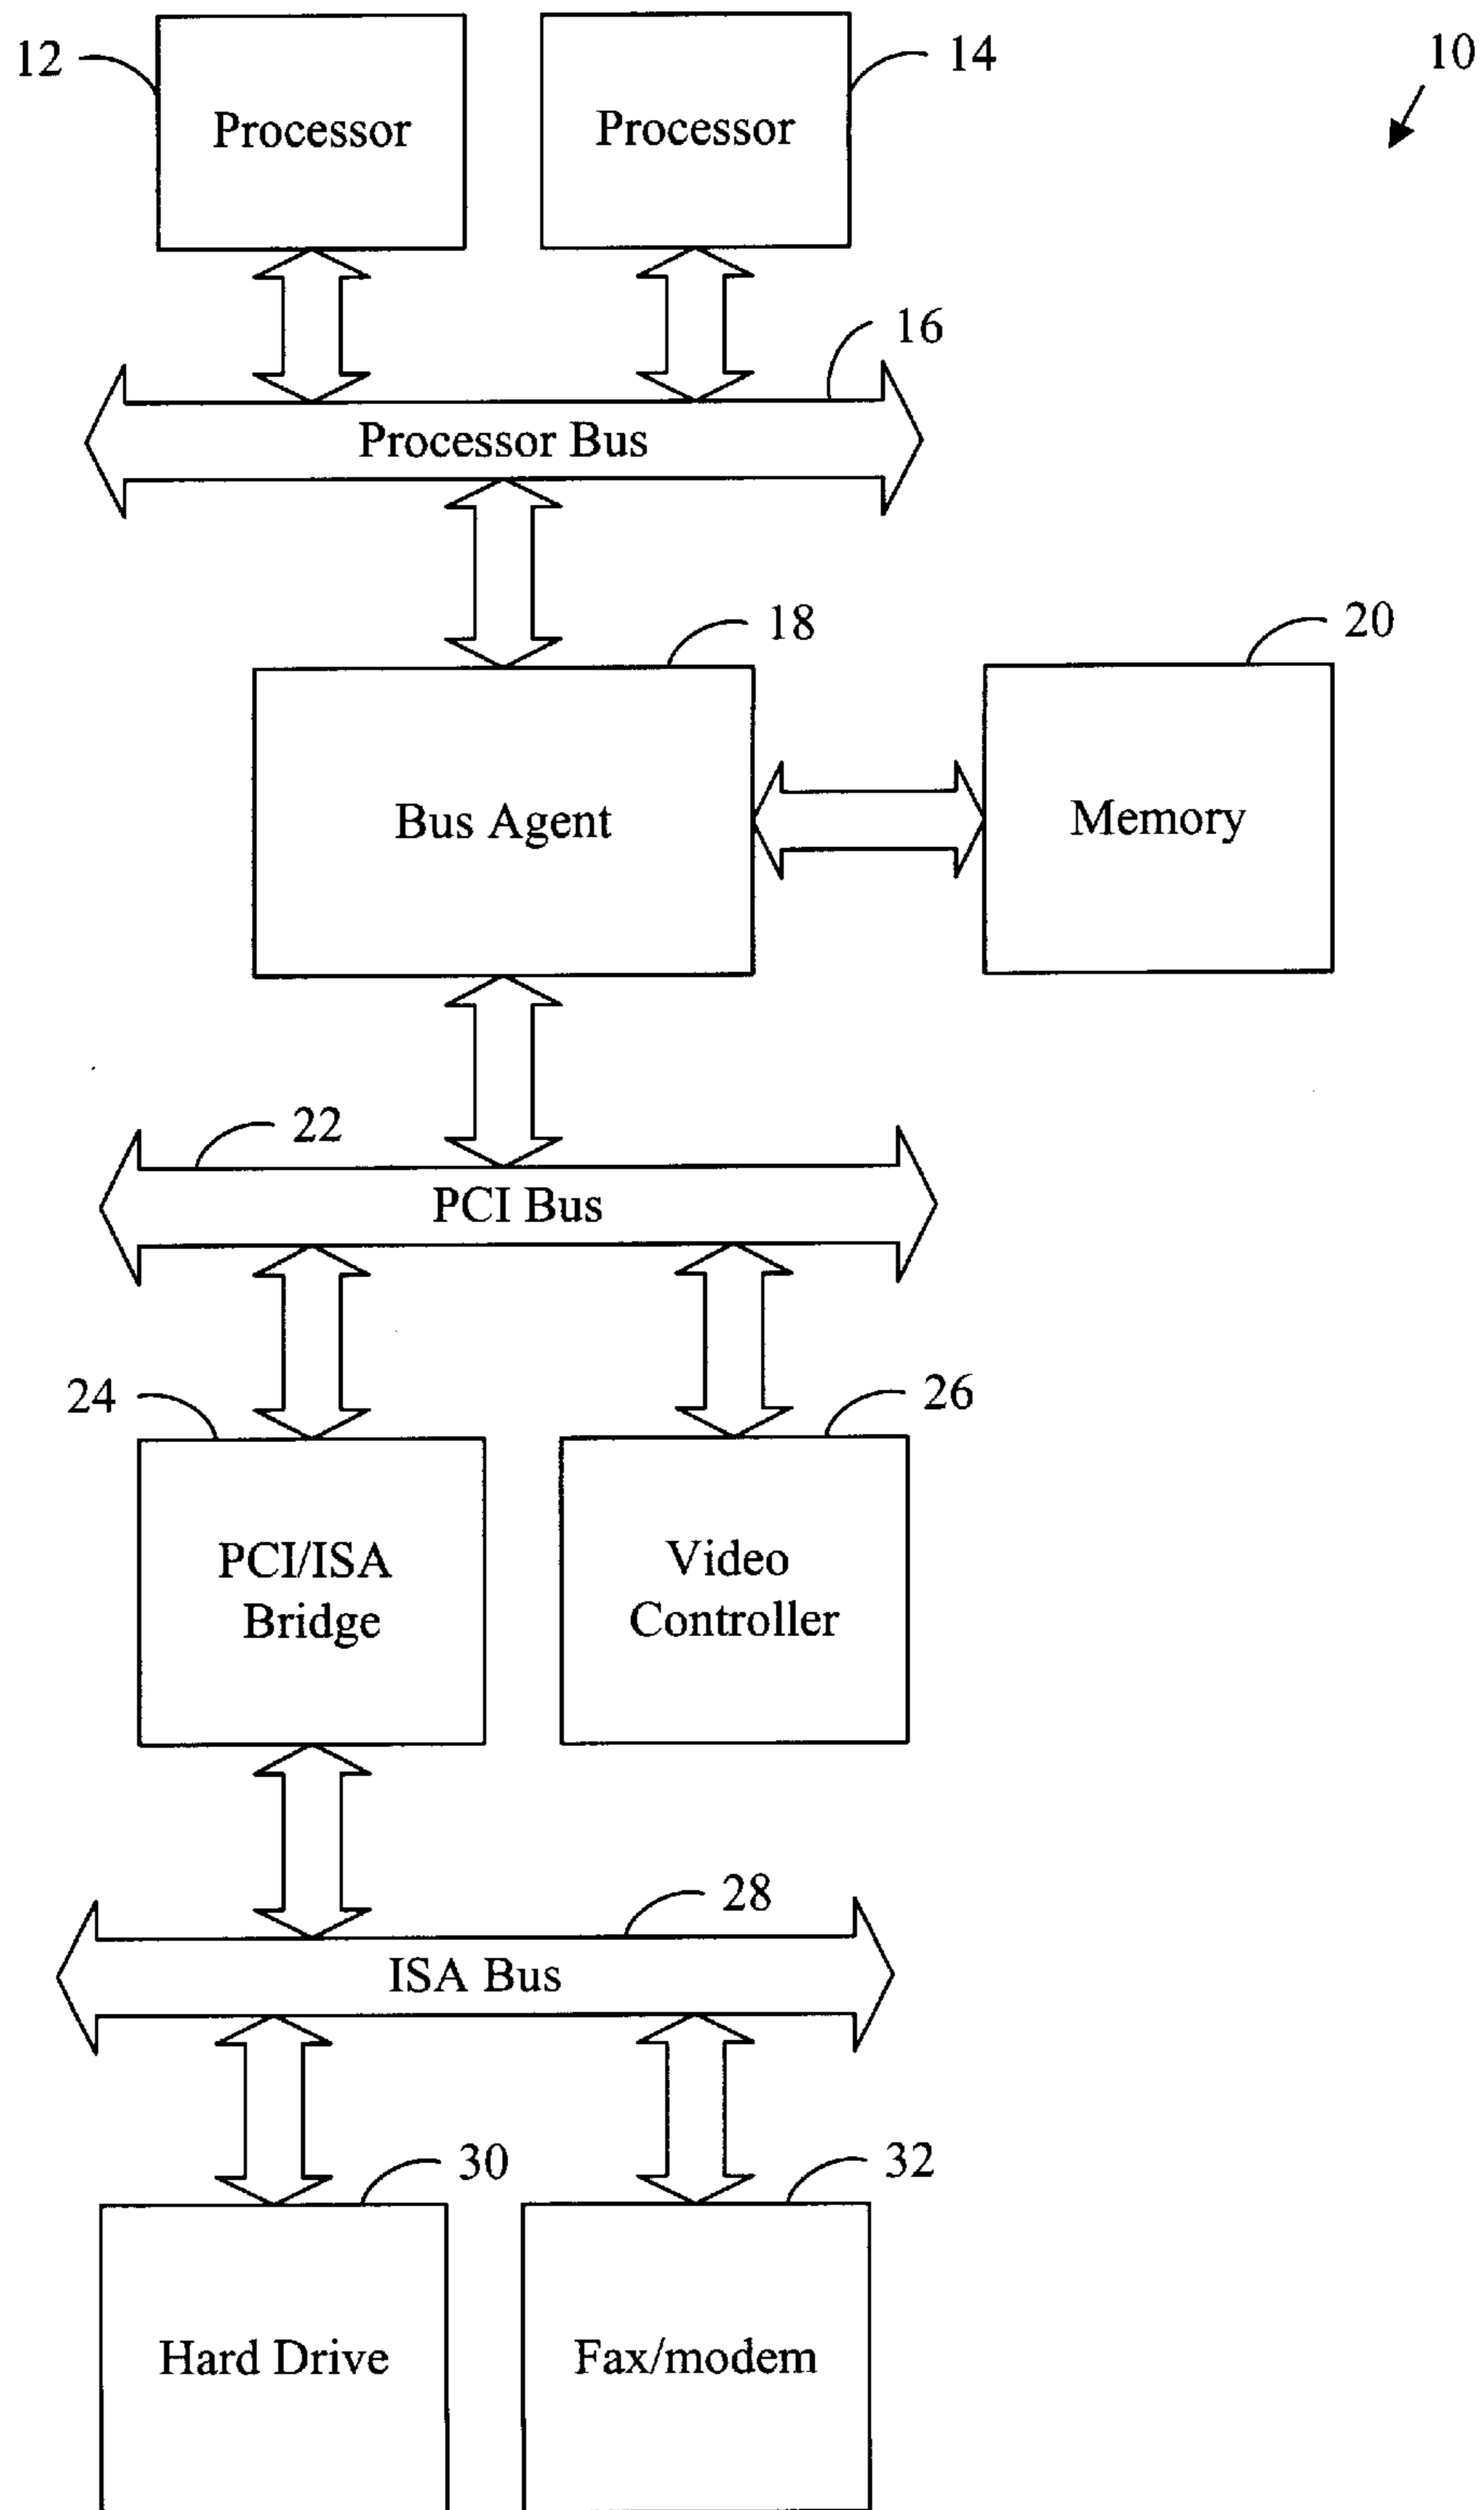 12
14
10
Processor
Processor
16
Processor Bus
18
20
Bus Agent
Memory
22
PCI Bus
24
26
PCI/ISA
Bridge
Video
Controller
28
ISA Bus
30
32
Hard Drive
Fax/modem